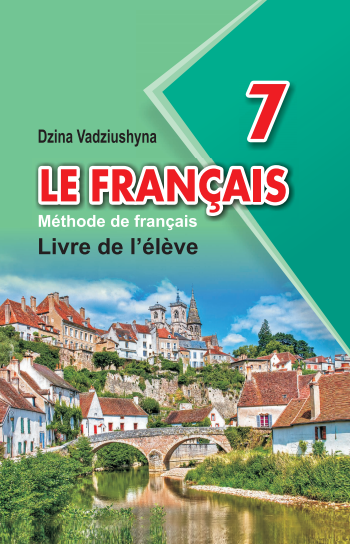 7
Dzina Vadziushyna
LE FRANÇAIS
Méthode de français
Livre de l'élève